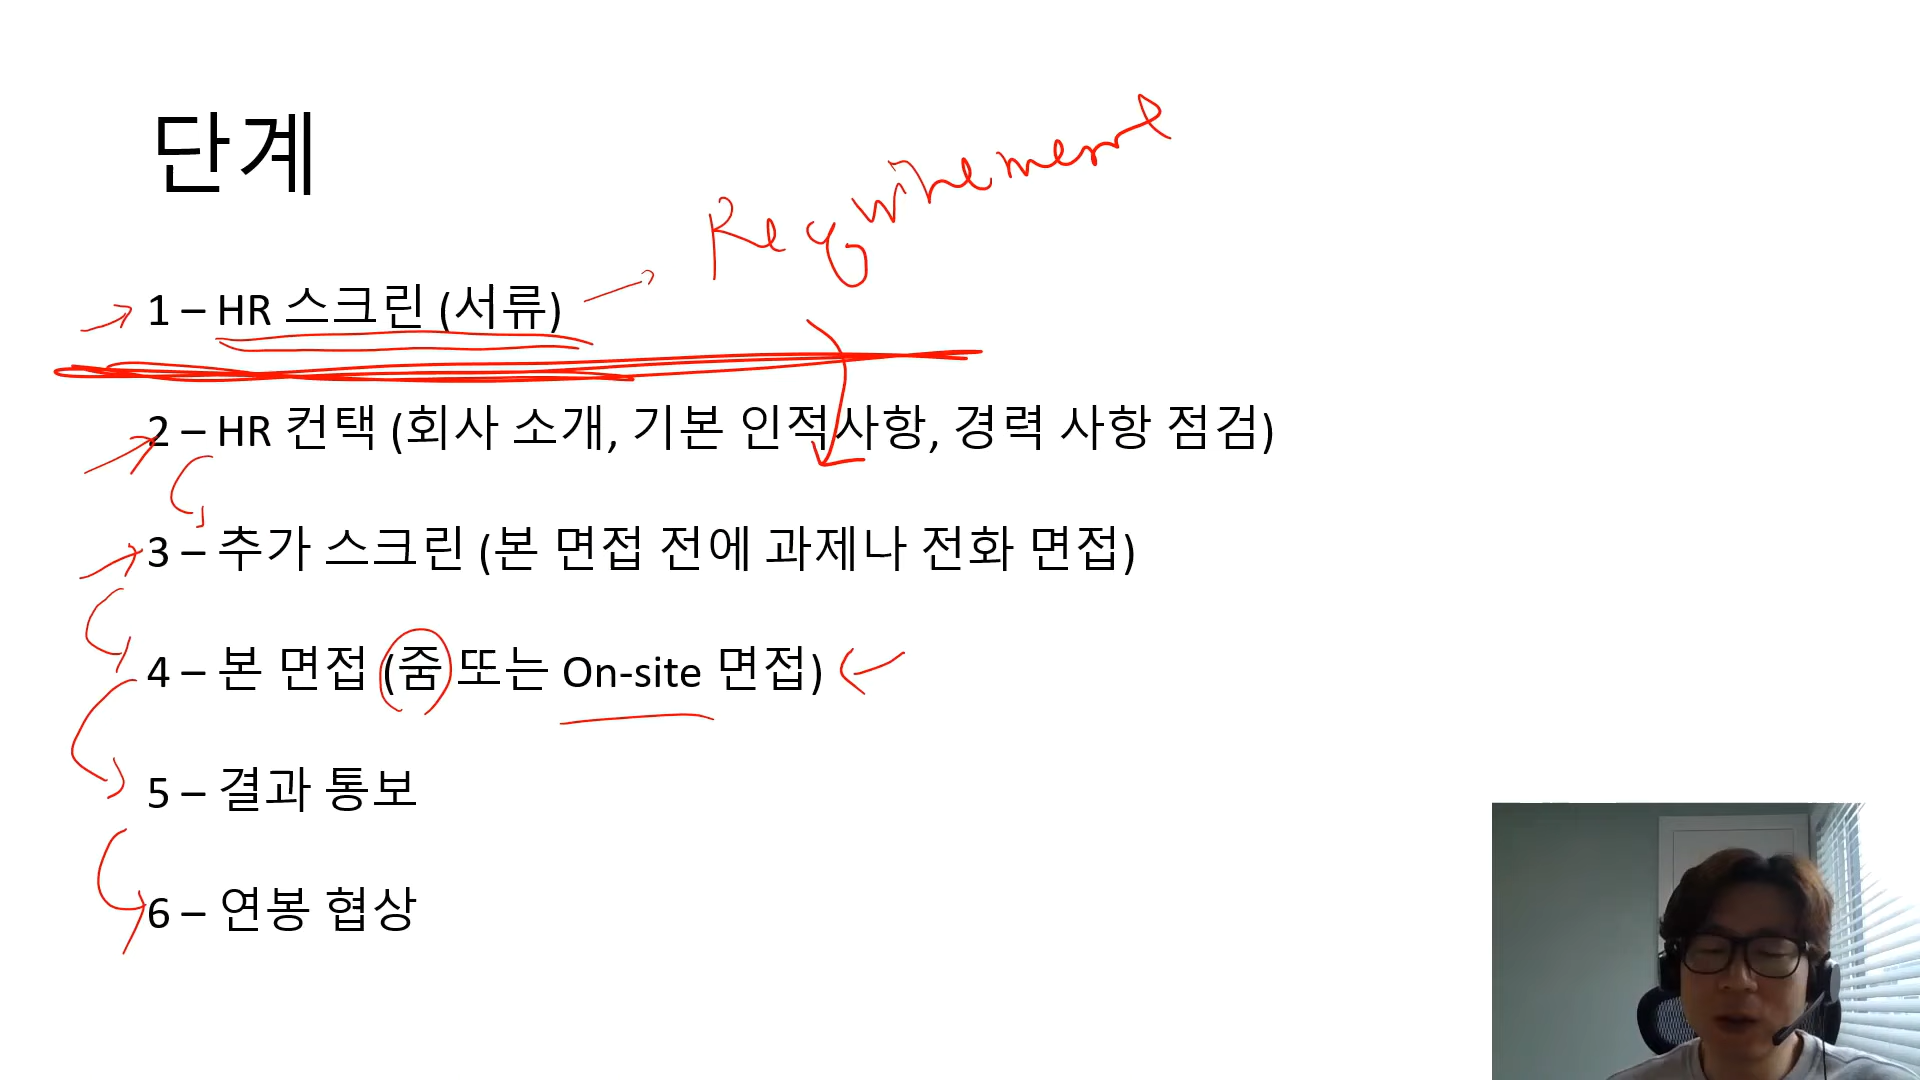 단계
Requirement
1 – HR 스크린 (서류)
2 – HR 컨택 (회사 소개, 기본 인적사항, 경력 사항 점검)
3 – 추가 스크린 (본 면접 전에 과제나 전화 면접)
4 – 본 면접 (줌 또는 On-site 면접)
5 – 결과 통보
6 – 연봉 협상